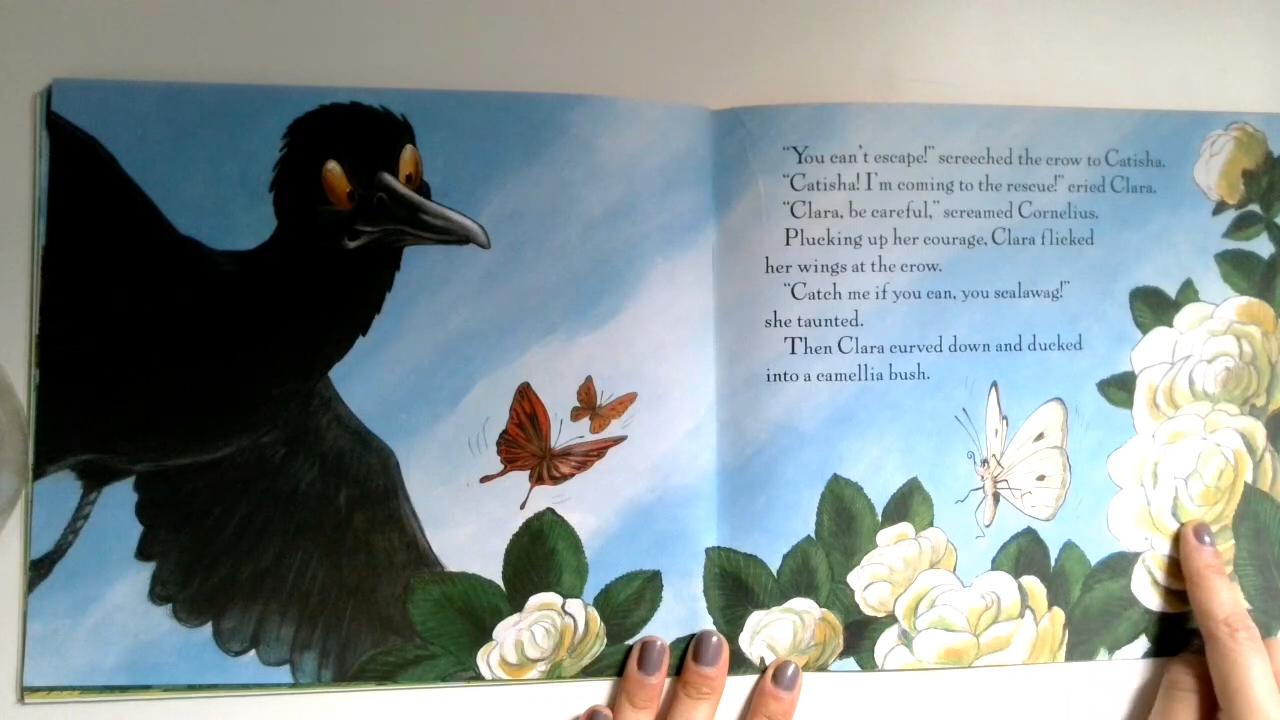 “You can’t escape!” screeched the crow to Catisha.
“Catisha! I’m coming to the rescue!” cried Clara.
“Clara, be careful,” screamed Cornelius.
Plucking up her courage, Clara flicked
her wings at the crow.
“Catch me if you can, you scalawag!”
she taunted.
Then Clara curved down and ducked
into a camellia bush.